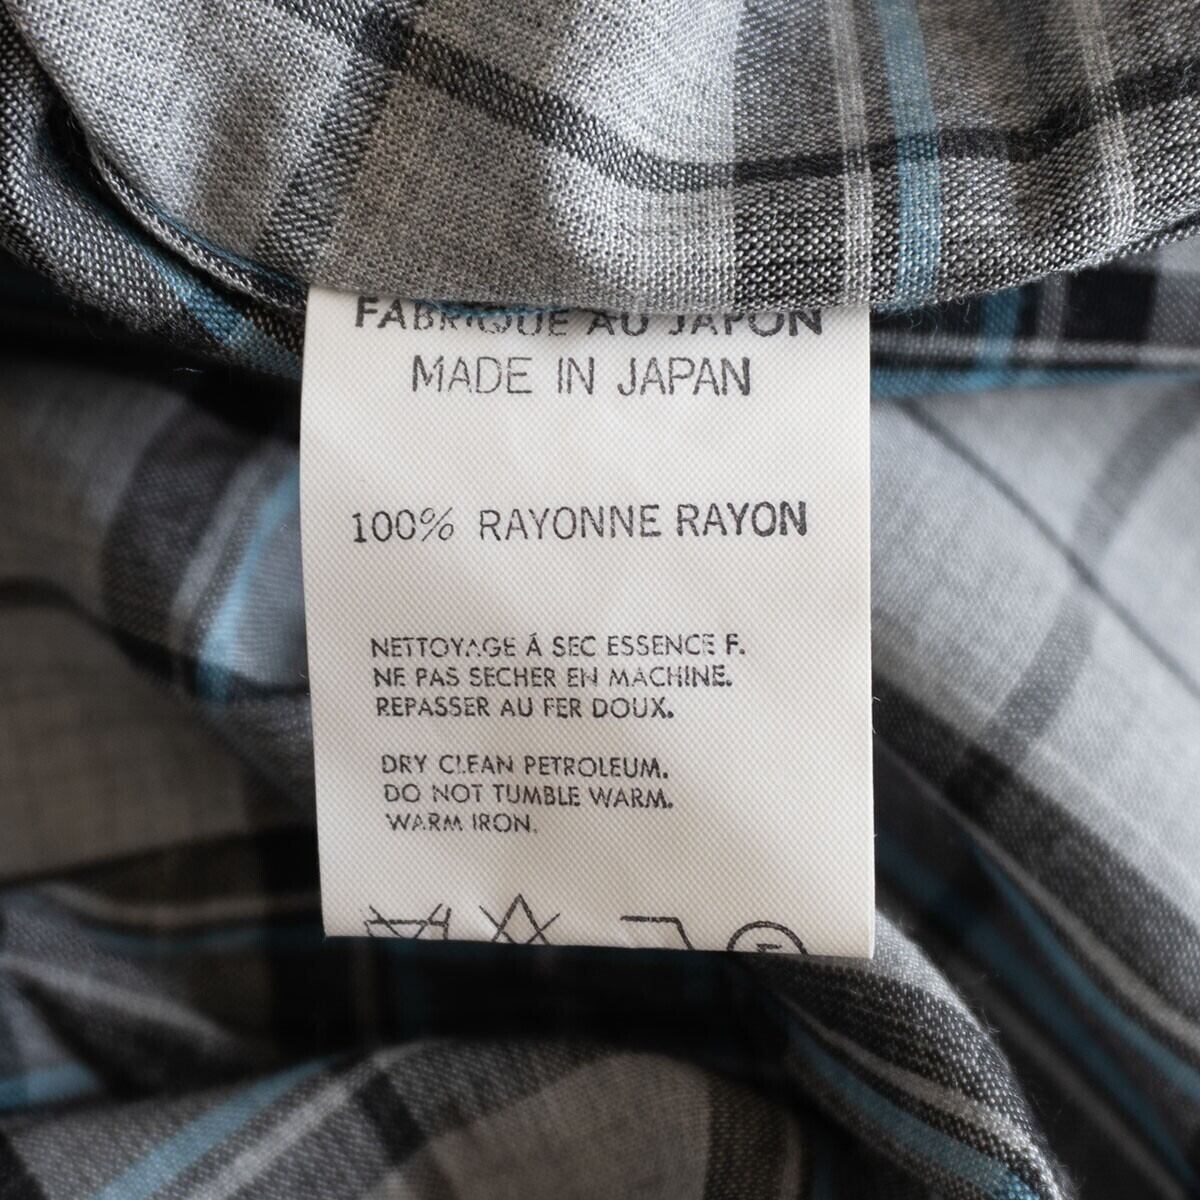 FABRIQUE AU JAPON
MADE IN JAPAN
100% RAYONNE RAYON
NETTOYAGE Á SEC ESSENCE F.
NE PAS SECHER EN MACHINE.
REPASSER AU FER DOUX.
DRY CLEAN PETROLEUM.
DO NOT TUMBLE WARM.
WARM IRON.